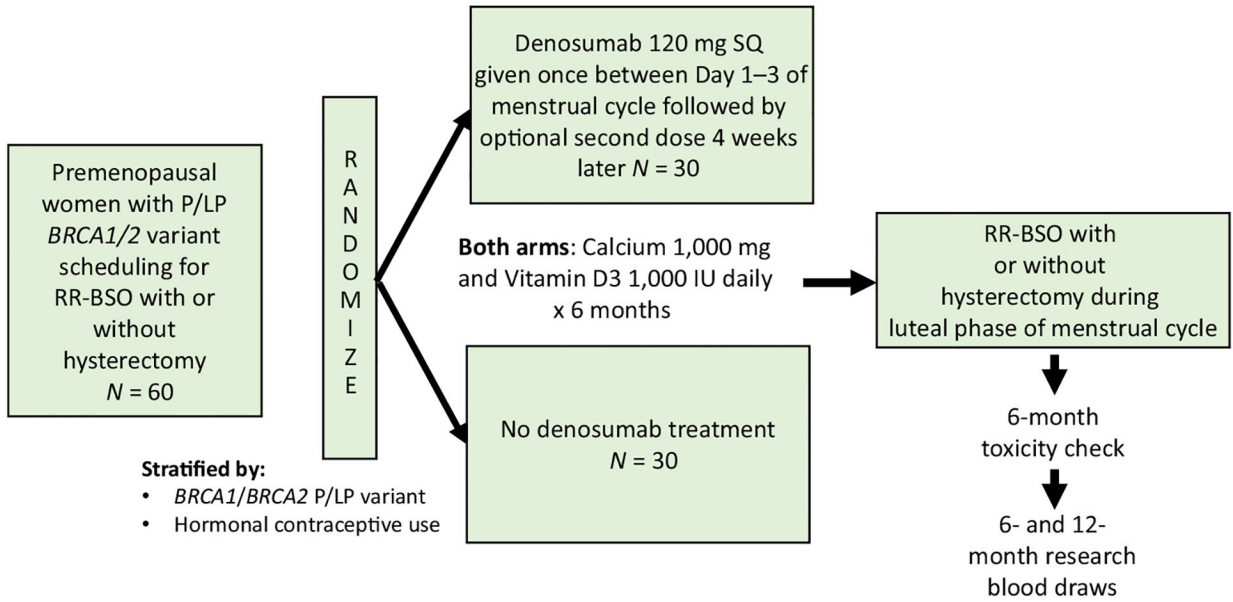 Premenopausal
women with P/LP
BRCA1/2 variant
scheduling for
RR-BSO with or
without
hysterectomy
N = 60
R
A
N
D
O
M
I
Z
E
Stratified by:
• BRCA1/BRCA2 P/LP variant
• Hormonal contraceptive use
Denosumab 120 mg SQ
given once between Day 1–3 of
menstrual cycle followed by
optional second dose 4 weeks
later N = 30
Both arms: Calcium 1,000 mg
and Vitamin D3 1,000 IU daily
x 6 months
No denosumab treatment
N = 30
RR-BSO with
or without
hysterectomy during
luteal phase of menstrual cycle
6-month
toxicity check
6- and 12-
month research
blood draws